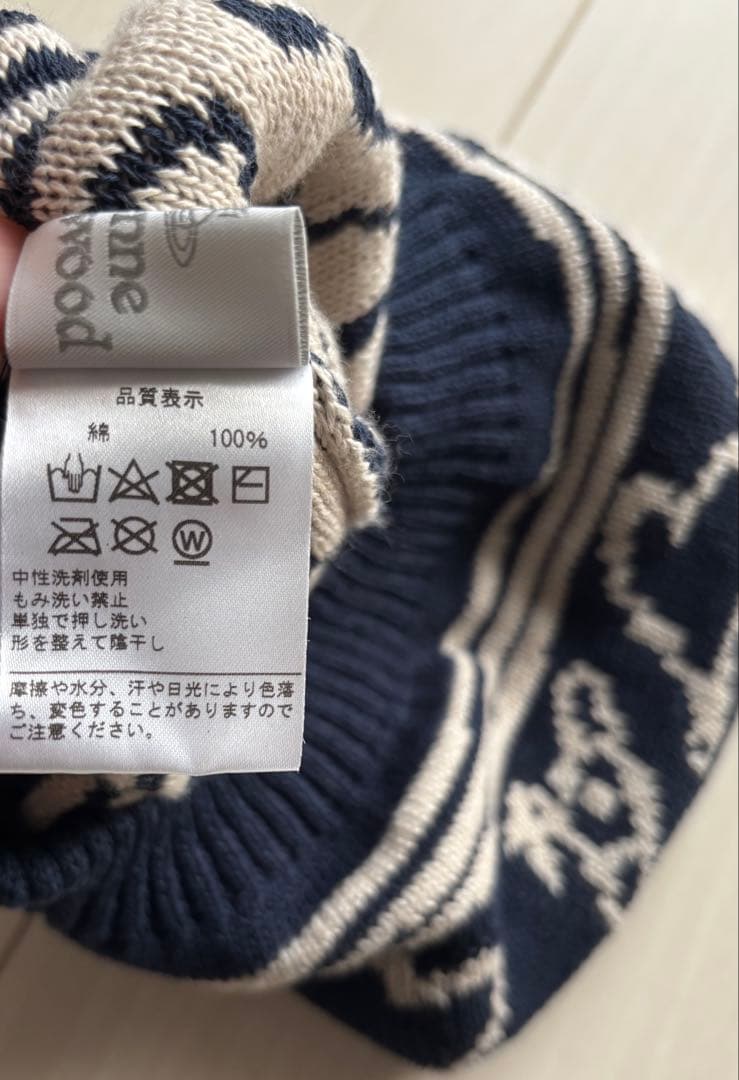 nne
wood
品質表示
綿 100%
W
中性洗剤使用
もみ洗い禁止
単独で押し洗い
形を整えて陰干し
摩擦や水分、汗や日光により色落
ち、変色することがありますので
ご注意ください。